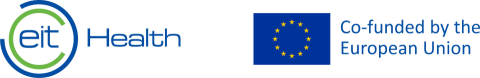 eit Health
Co-funded by the
European Union